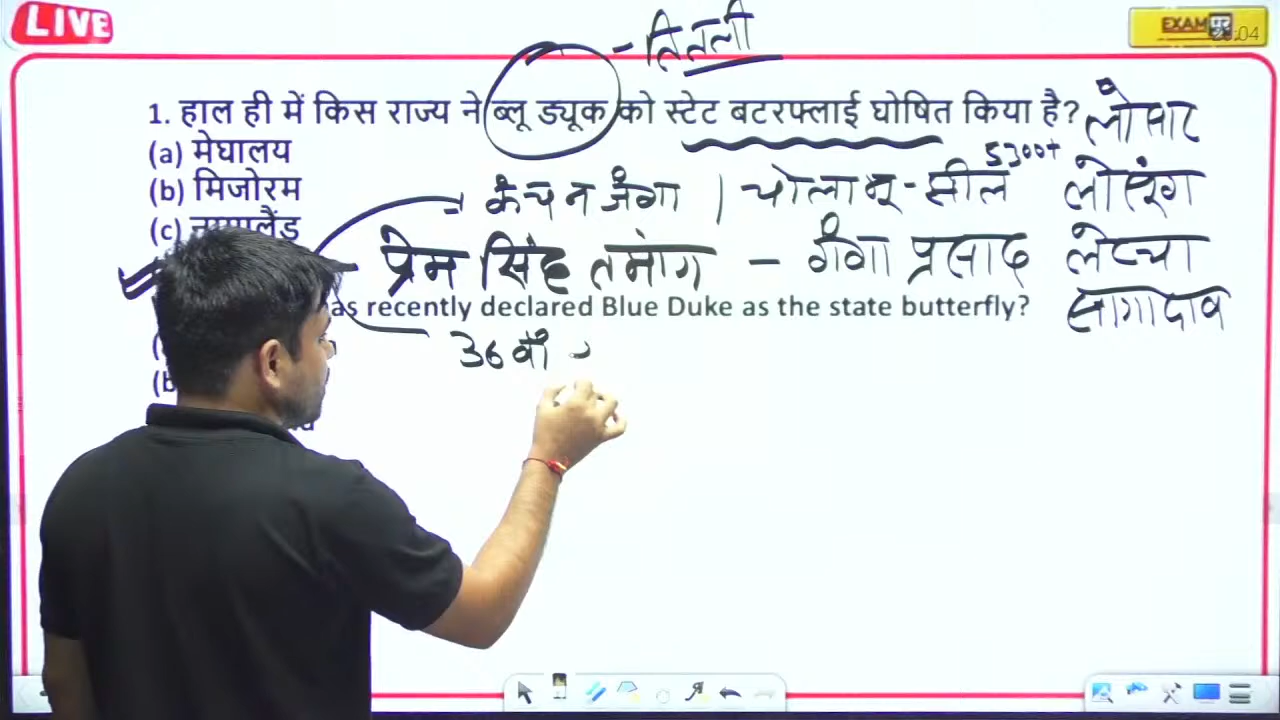 LIVE
EXAM पुर
:04
- तितली
1. हाल ही में किस राज्य ने ब्लू ड्यूक को स्टेट बटरफ्लाई घोषित किया है?
लोसार
(a) मेघालय
5300+
(b) मिजोरम
कंचनजंगा | चोलामू - सील
लोसूंग
(c) नागालैंड
प्रेम सिंह तमांग - गंगा प्रसाद
लेप्चा
as recently declared Blue Duke as the state butterfly?
सागादाव
36वाँ